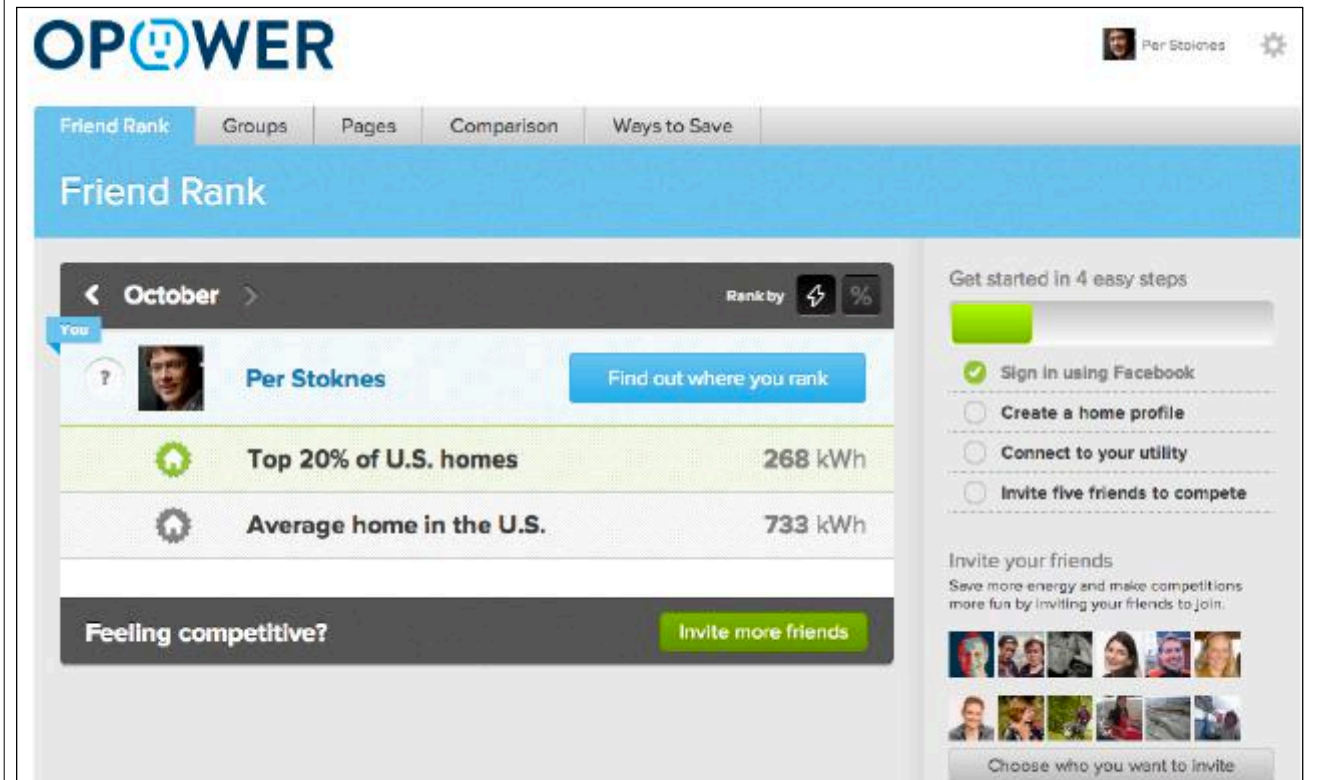 OPOWER
Per Stoknes
Friend Rank
Groups
Pages
Comparison
Ways to Save
Friend Rank
October
Rank by
%
You
?
Per Stoknes
Find out where you rank
Top 20% of U.S. homes
268 kWh
Average home in the U.S.
733 kWh
Feeling competitive?
Invite more friends
Get started in 4 easy steps
Sign in using Facebook
Create a home profile
Connect to your utility
Invite five friends to compete
Invite your friends
Save more energy and make competitions
more fun by inviting your friends to join.
Choose who you want to invite